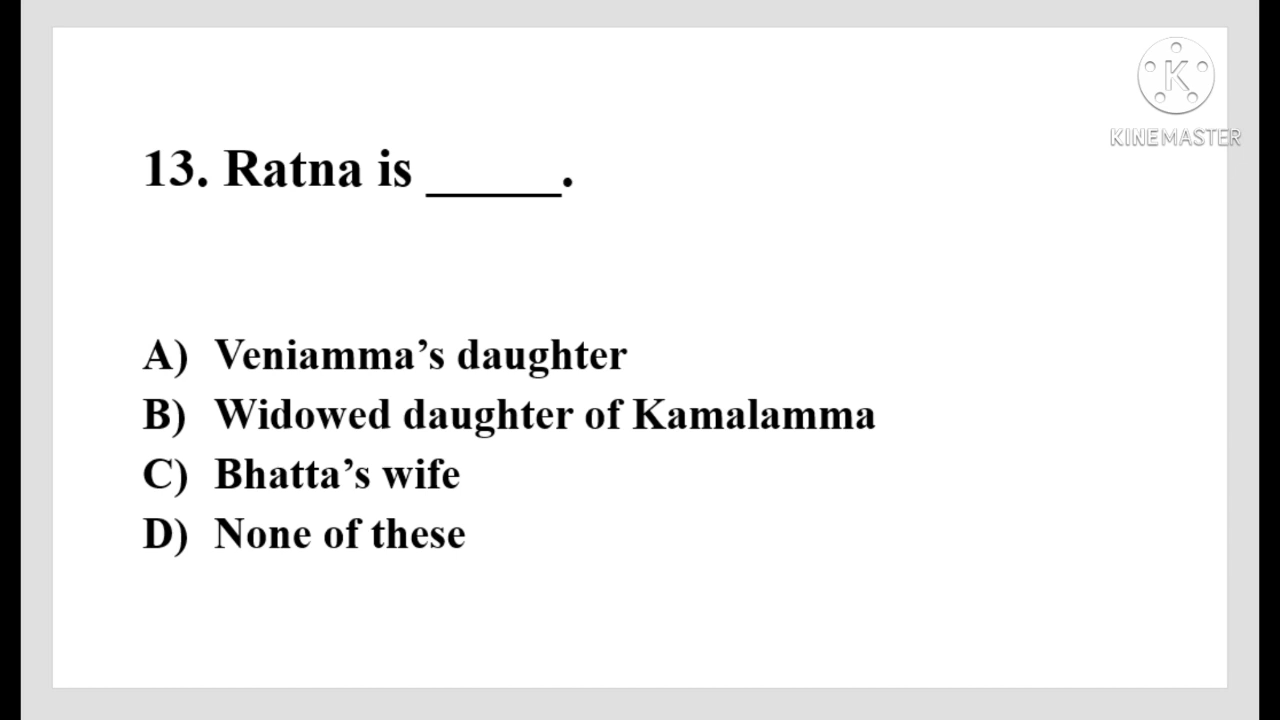 KINEMASTER
13. Ratna is _____.
A) Veniamma’s daughter
B) Widowed daughter of Kamalamma
C) Bhatta’s wife
D) None of these